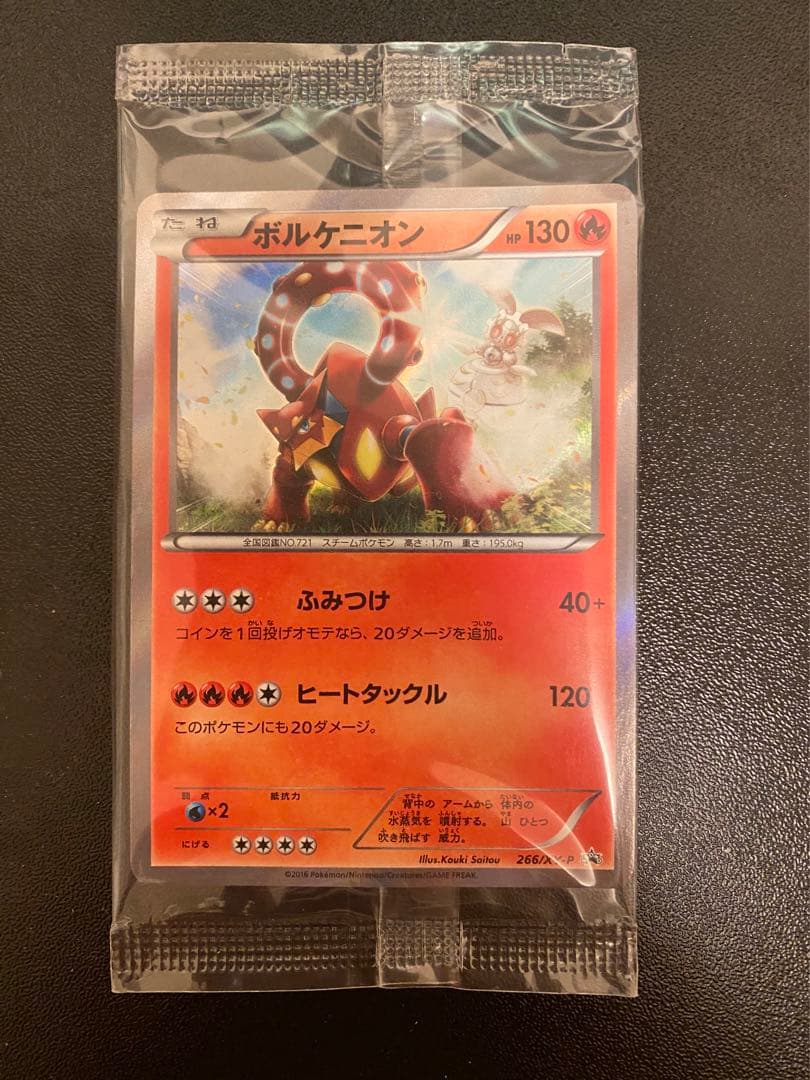 たね ボルケニオン HP 130
全国図鑑NO.721 スチームポケモン 高さ:1.7m 重さ:195.0kg
ふみつけ 40+
コインを1回投げオモテなら、20ダメージを追加。
ヒートタックル 120
このポケモンにも20ダメージ。
弱点 抵抗力
×2
にげる
背中の アームから 体内の
水蒸気を 噴射する。 山 ひとつ
吹き飛ばす 威力。
Illus.Kouki Saitou 266/XY-P
©2016 Pokémon/Nintendo/Creatures/GAME FREAK.